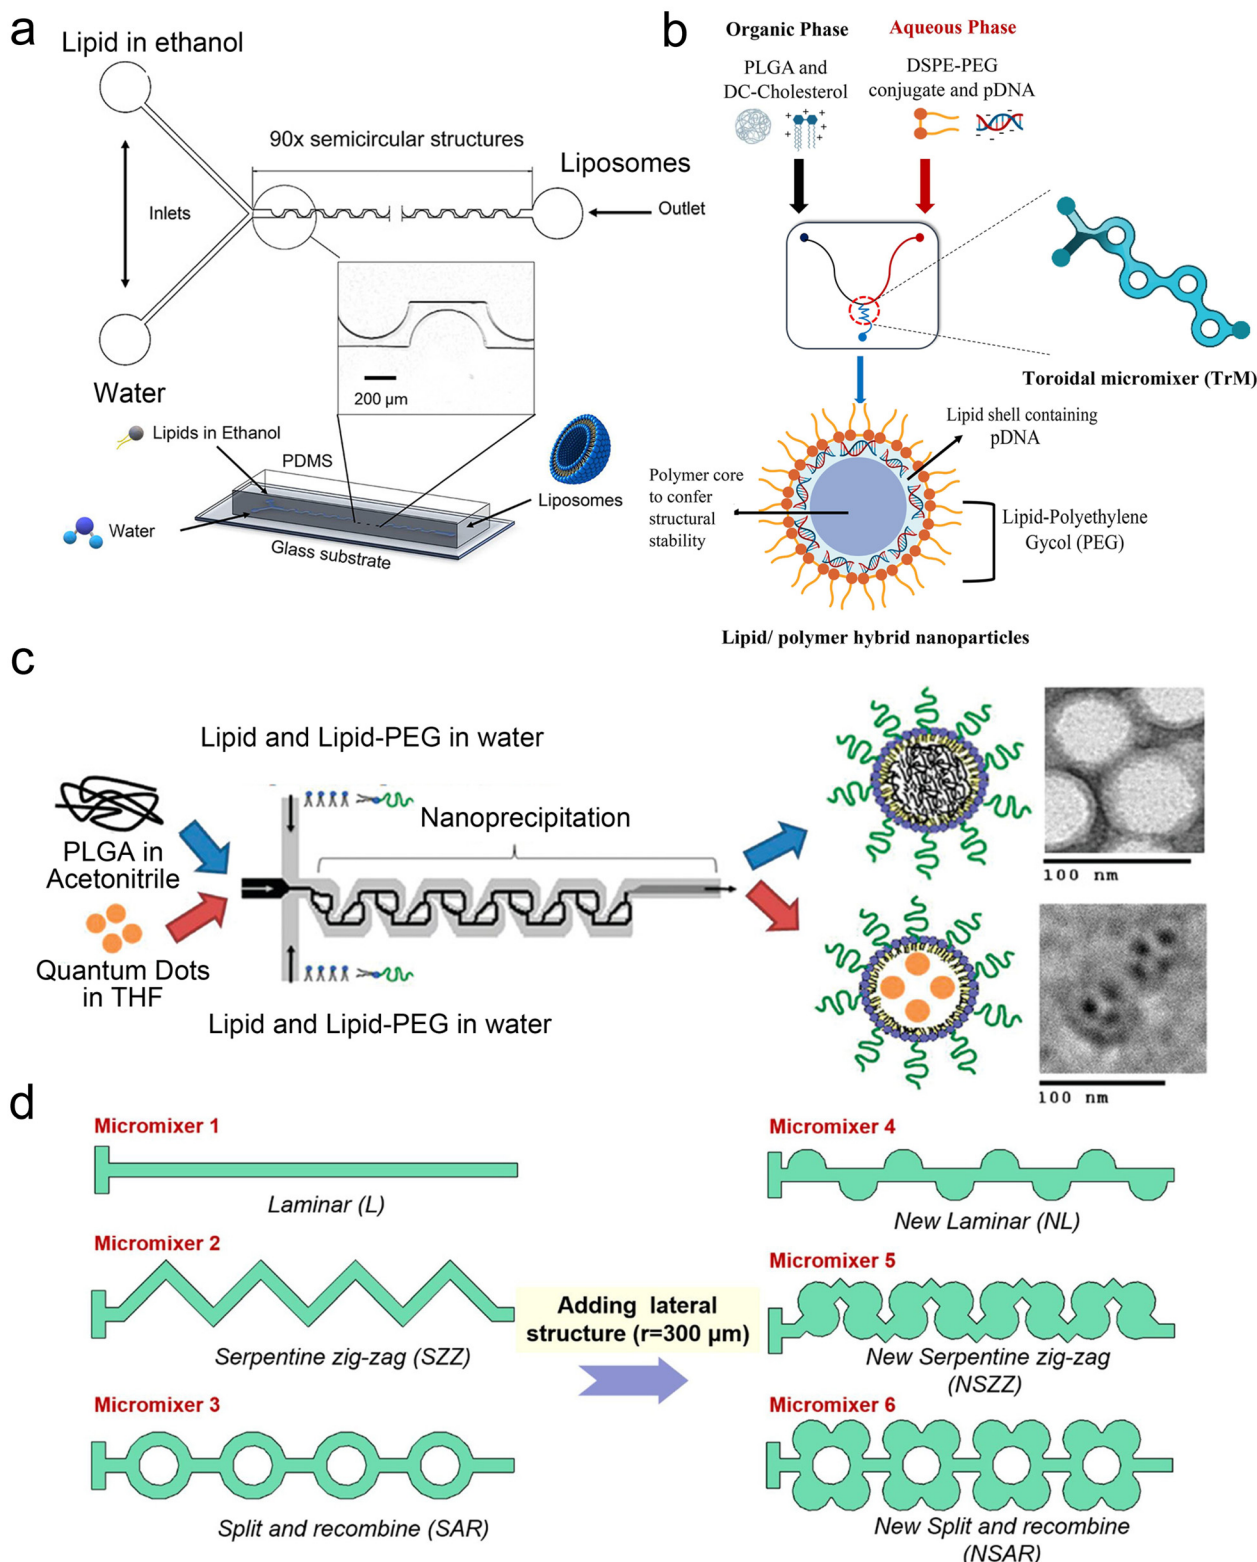 a
Lipid in ethanol
90x semicircular structures
Liposomes
Inlets
Outlet
Water
200 µm
Lipids in Ethanol
PDMS
Liposomes
Water
Glass substrate
b
Organic Phase
Aqueous Phase
PLGA and
DC-Cholesterol
DSPE-PEG
conjugate and pDNA
Toroidal micromixer (TrM)
Lipid shell containing
pDNA
Polymer core
to confer
structural
stability
Lipid-Polyethylene
Gycol (PEG)
Lipid/ polymer hybrid nanoparticles
c
Lipid and Lipid-PEG in water
Nanoprecipitation
PLGA in
Acetonitrile
Quantum Dots
in THF
Lipid and Lipid-PEG in water
100 nm
100 nm
d
Micromixer 1
Laminar (L)
Micromixer 2
Serpentine zig-zag (SZZ)
Micromixer 3
Split and recombine (SAR)
Adding lateral
structure (r=300 µm)
Micromixer 4
New Laminar (NL)
Micromixer 5
New Serpentine zig-zag
(NSZZ)
Micromixer 6
New Split and recombine
(NSAR)